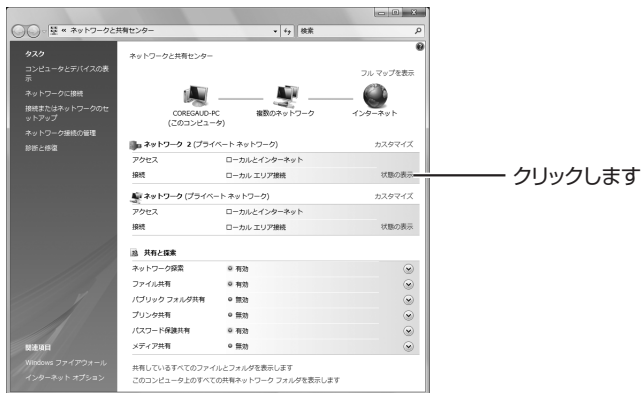 « ネットワークと共有センター
検索
タスク
コンピュータとデバイスの表
示
ネットワークに接続
接続またはネットワークのセ
ットアップ
ネットワーク接続の管理
診断と修復
ネットワークと共有センター
フル マップを表示
COREGAUD-PC
(このコンピュータ)
複数のネットワーク
インターネット
ネットワーク 2 (プライベート ネットワーク)
カスタマイズ
アクセス
ローカルとインターネット
接続
ローカル エリア接続
状態の表示
クリックします
ネットワーク (プライベート ネットワーク)
カスタマイズ
アクセス
ローカルとインターネット
接続
ローカル エリア接続
状態の表示
共有と探索
ネットワーク探索
有効
ファイル共有
有効
パブリック フォルダ共有
無効
プリンタ共有
無効
パスワード保護共有
有効
メディア共有
無効
共有しているすべてのファイルとフォルダを表示します
このコンピュータ上のすべての共有ネットワーク フォルダを表示します
関連項目
Windows ファイアウォール
インターネット オプション